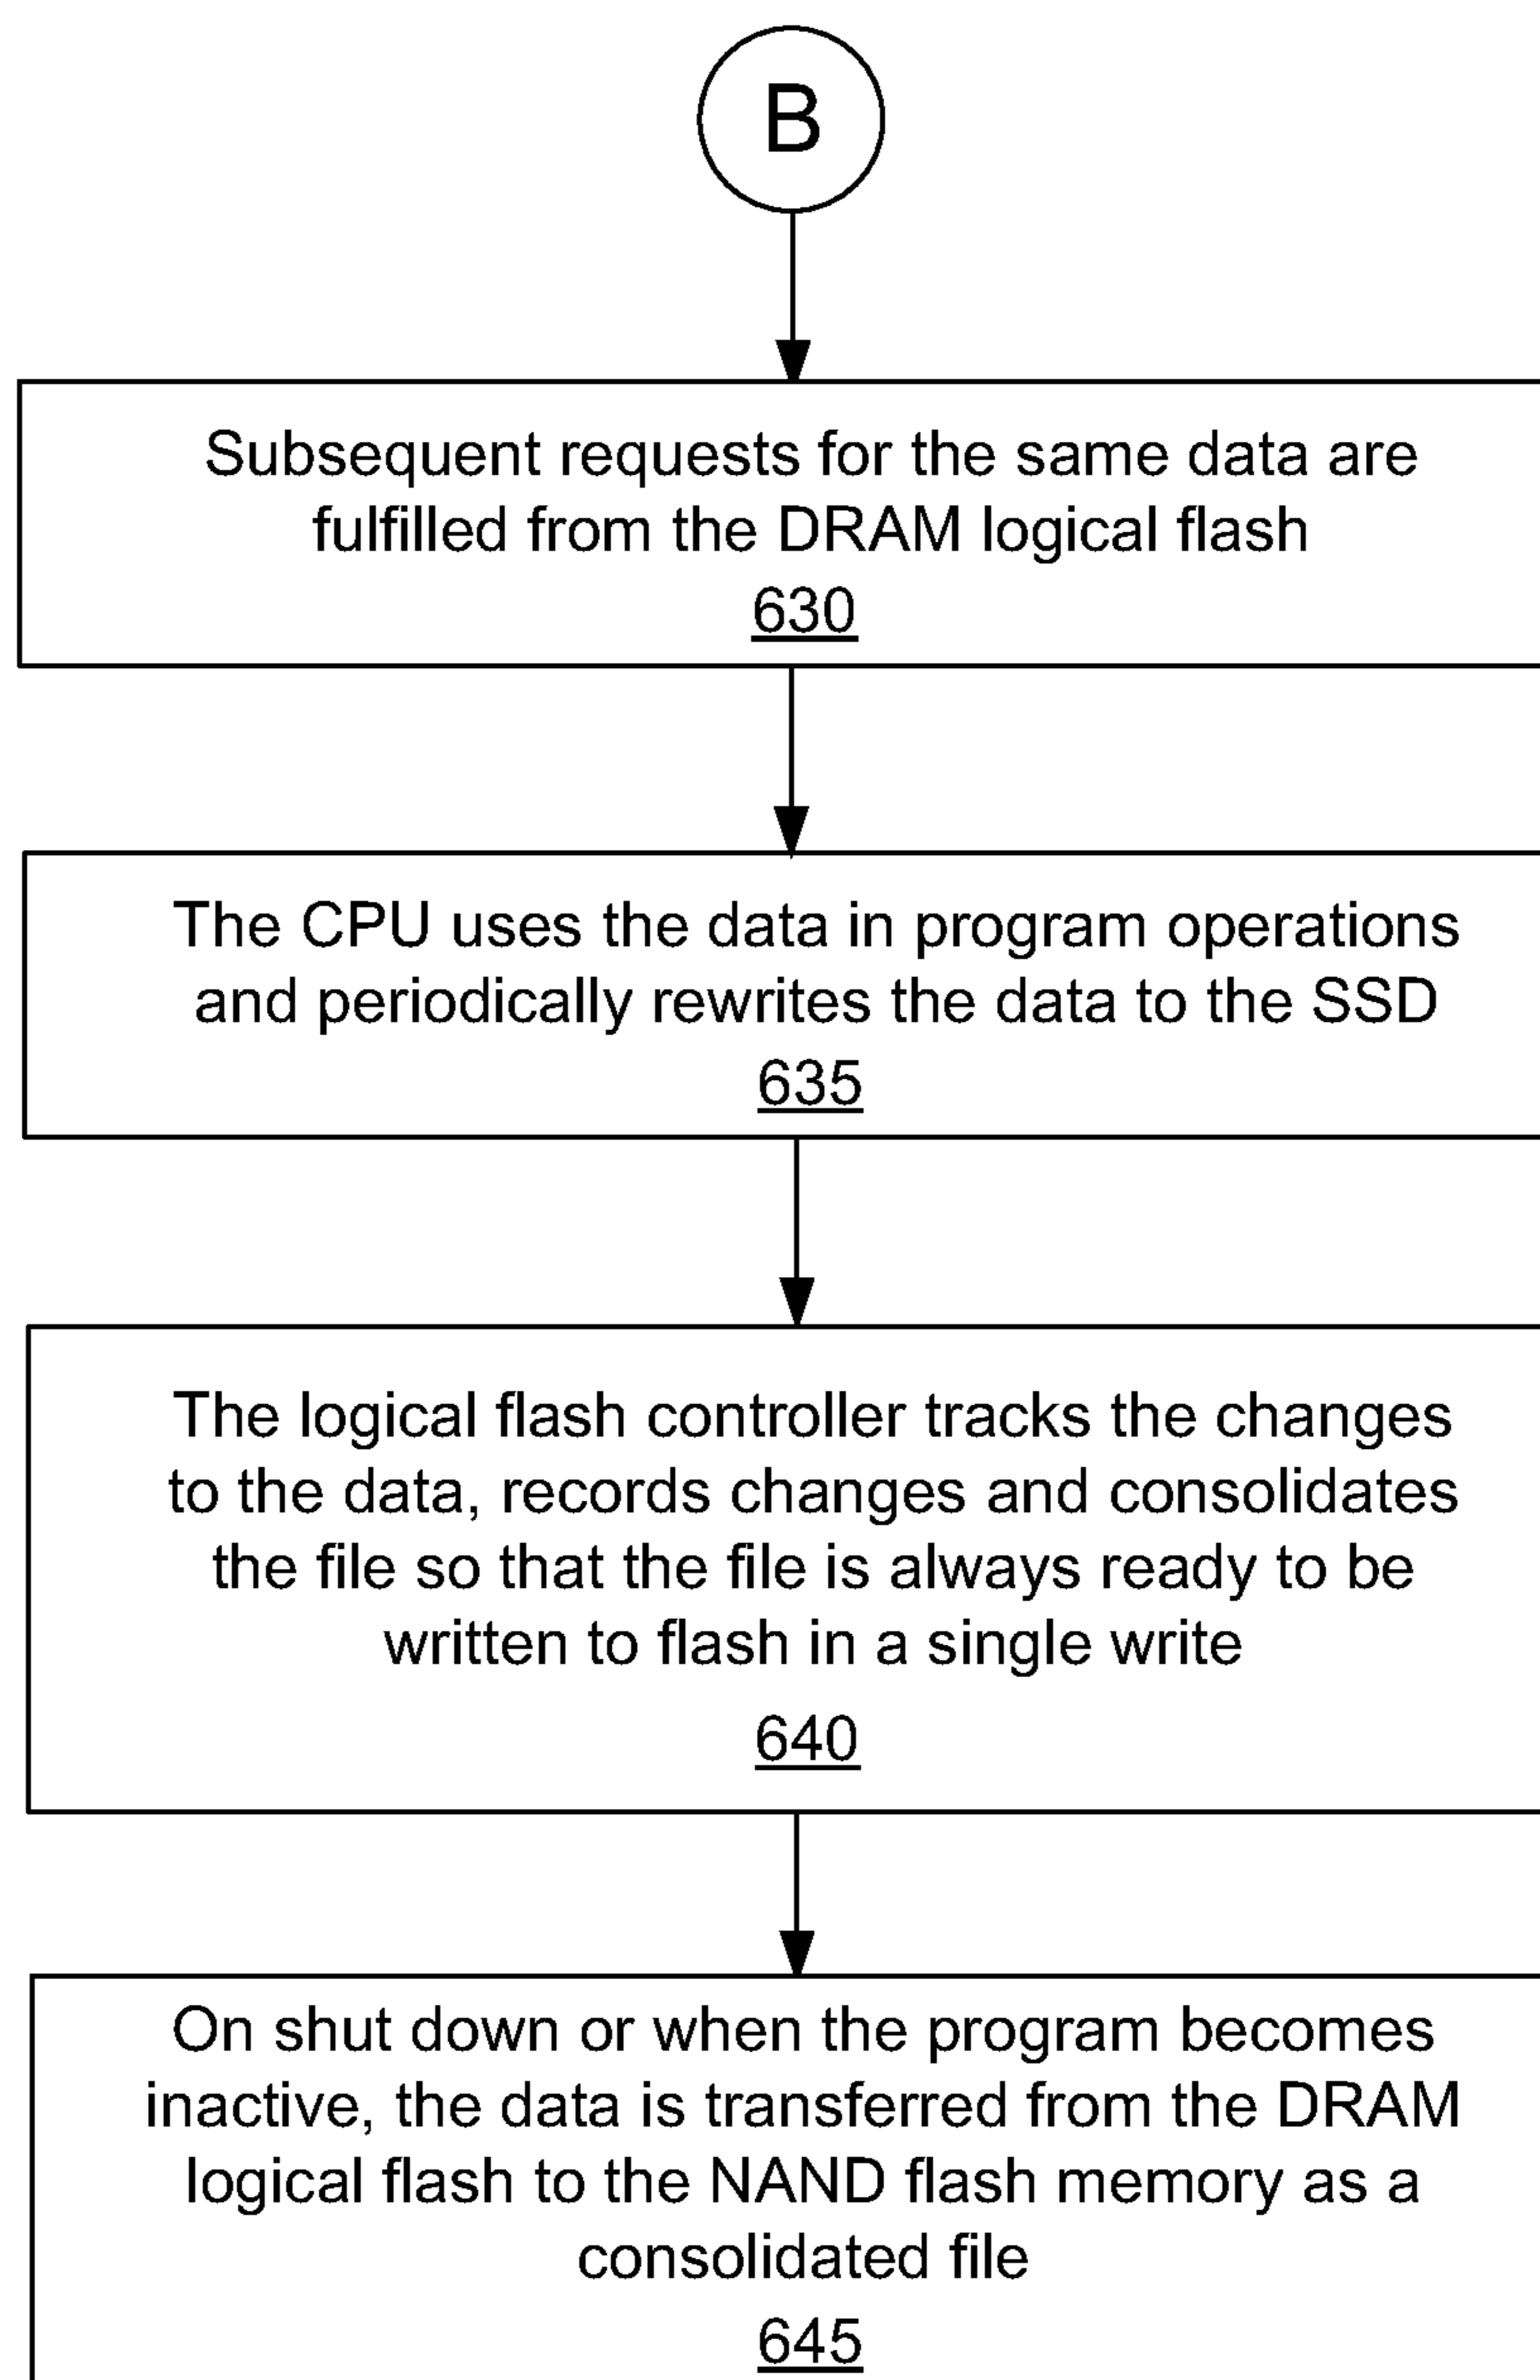 B
Subsequent requests for the same data are
fulfilled from the DRAM logical flash
630
The CPU uses the data in program operations
and periodically rewrites the data to the SSD
635
The logical flash controller tracks the changes
to the data, records changes and consolidates
the file so that the file is always ready to be
written to flash in a single write
640
On shut down or when the program becomes
inactive, the data is transferred from the DRAM
logical flash to the NAND flash memory as a
consolidated file
645